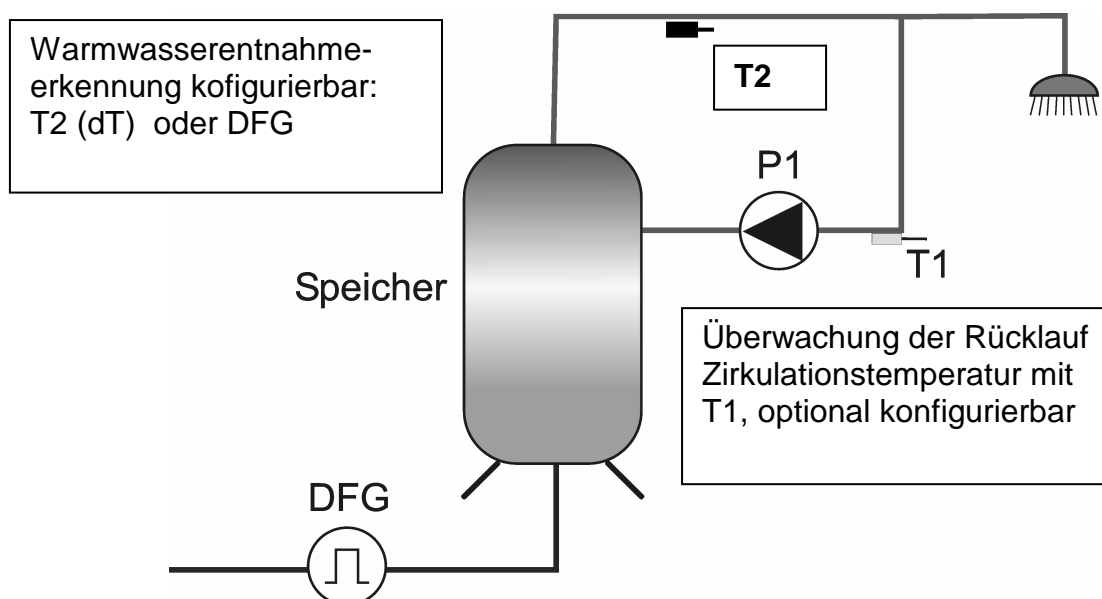 Warmwasserentnahme-
erkennung kofigurierbar:
T2 (dT) oder DFG
T2
P1
T1
Speicher
Überwachung der Rücklauf
Zirkulationstemperatur mit
T1, optional konfigurierbar
DFG